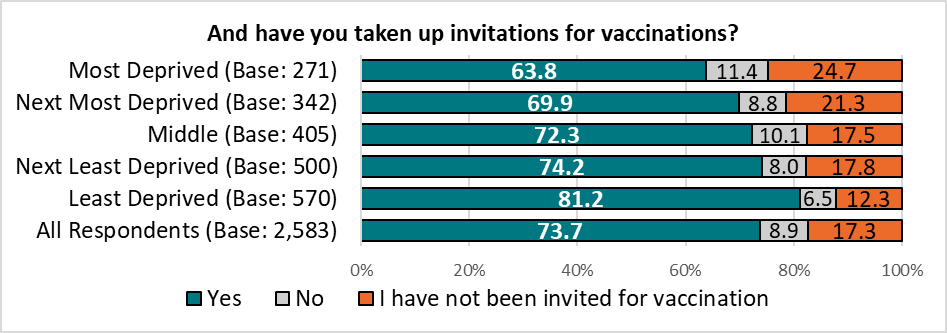 And have you taken up invitations for vaccinations?
Most Deprived (Base: 271) 63.8 11.4 24.7
Next Most Deprived (Base: 342) 69.9 8.8 21.3
Middle (Base: 405) 72.3 10.1 17.5
Next Least Deprived (Base: 500) 74.2 8.0 17.8
Least Deprived (Base: 570) 81.2 6.5 12.3
All Respondents (Base: 2,583) 73.7 8.9 17.3
0% 20% 40% 60% 80% 100%
Yes No I have not been invited for vaccination